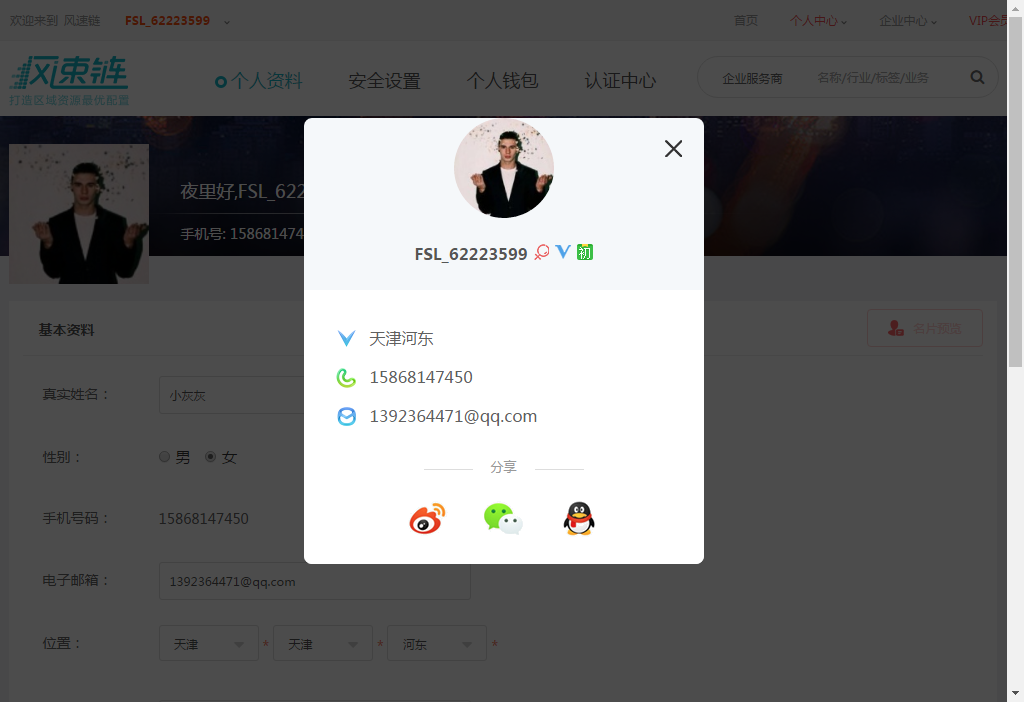 欢迎来到 风速链 FSL_62223599
首页 个人中心 企业中心 VIP会员
风速链
打造区域资源最优配置
个人资料 安全设置 个人钱包 认证中心 企业服务商 名称/行业/标签/业务
夜里好,FSL_622
手机号: 158681474
FSL_62223599 初
天津河东
15868147450
1392364471@qq.com
分享
基本资料 名片预览
真实姓名： 小灰灰
性别： 男 女
手机号码： 15868147450
电子邮箱： 1392364471@qq.com
位置： 天津 * 天津 * 河东 *